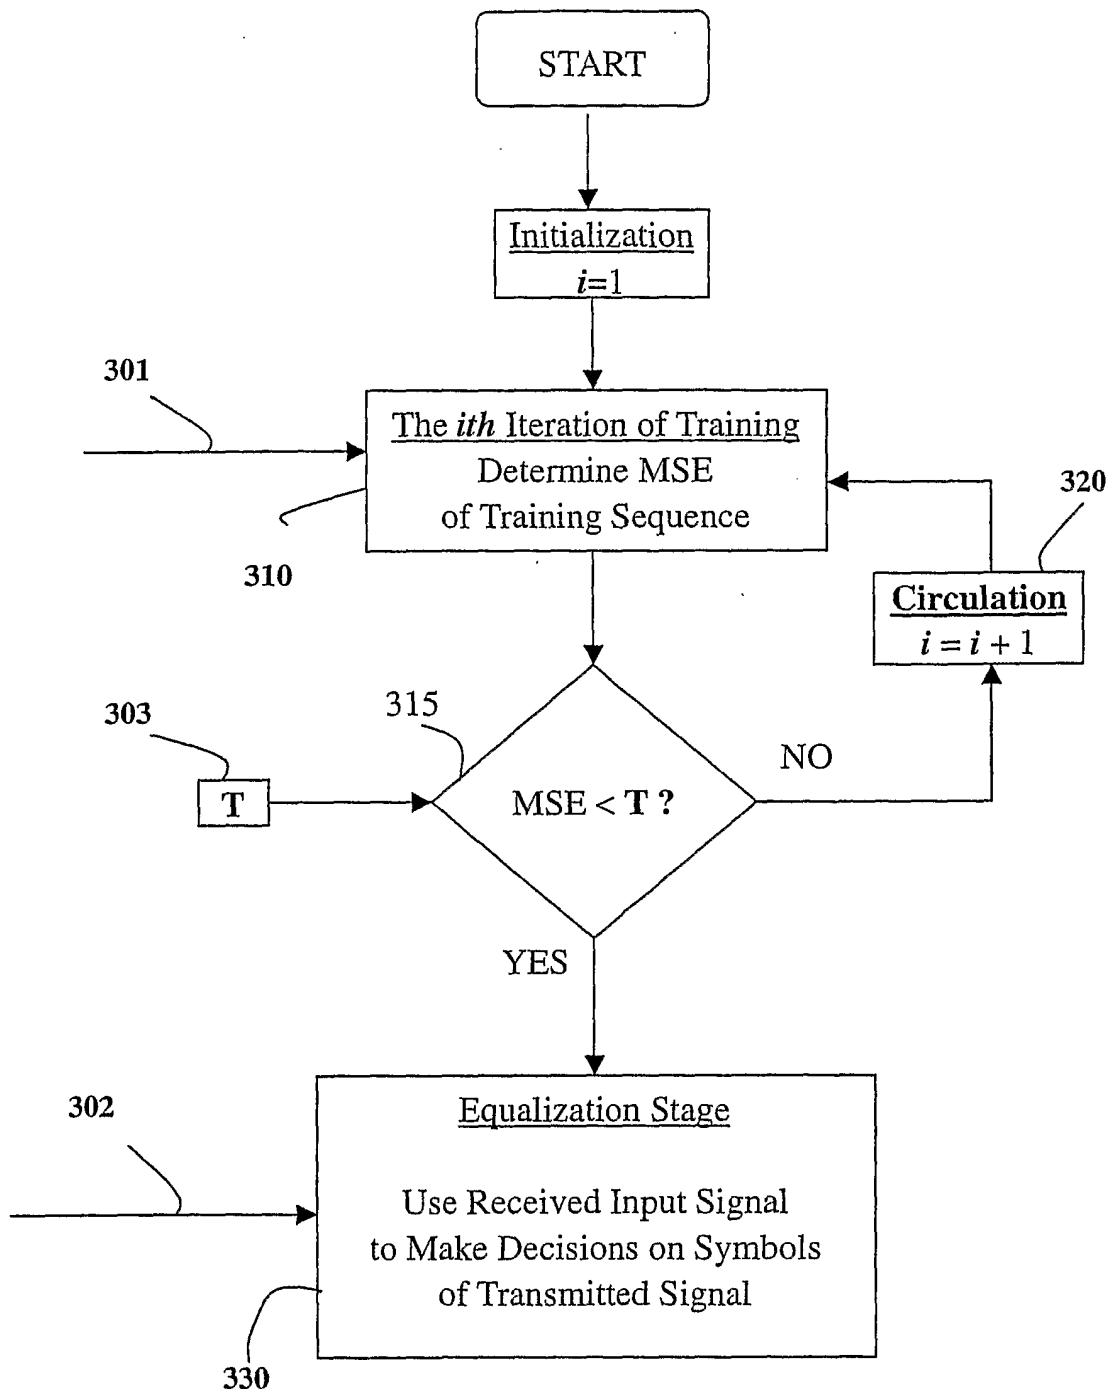 START
Initialization
i=1
301
The ith Iteration of Training
Determine MSE
of Training Sequence
310
320
Circulation
i = i + 1
303
T
315
MSE < T ?
NO
YES
302
Equalization Stage
Use Received Input Signal
to Make Decisions on Symbols
of Transmitted Signal
330